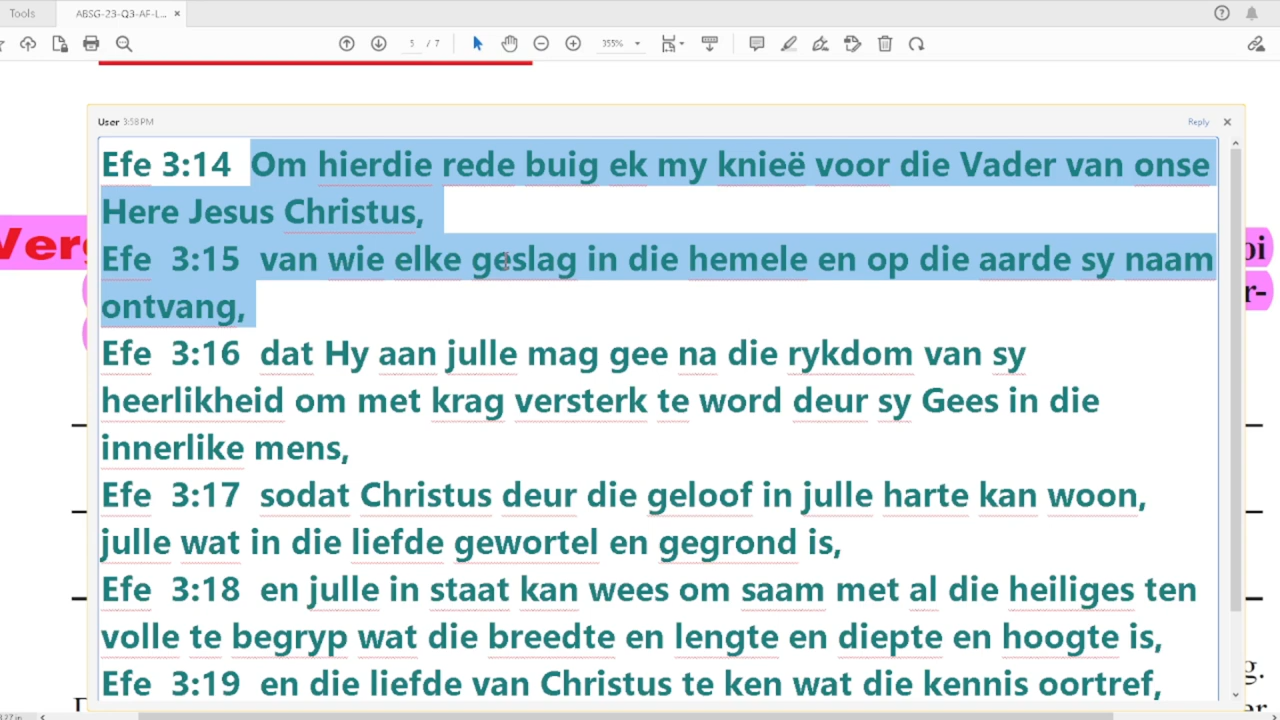 Tools
ABSG-23-Q3-AF-L...
5 / 7
355%
User 3:58 PM
Reply
Efe 3:14 Om hierdie rede buig ek my knieë voor die Vader van onse
Here Jesus Christus,
Efe 3:15 van wie elke geslag in die hemele en op die aarde sy naam
ontvang,
Efe 3:16 dat Hy aan julle mag gee na die rykdom van sy
heerlikheid om met krag versterk te word deur sy Gees in die
innerlike mens,
Efe 3:17 sodat Christus deur die geloof in julle harte kan woon,
julle wat in die liefde gewortel en gegrond is,
Efe 3:18 en julle in staat kan wees om saam met al die heiliges ten
volle te begryp wat die breedte en lengte en diepte en hoogte is,
Efe 3:19 en die liefde van Christus te ken wat die kennis oortref,